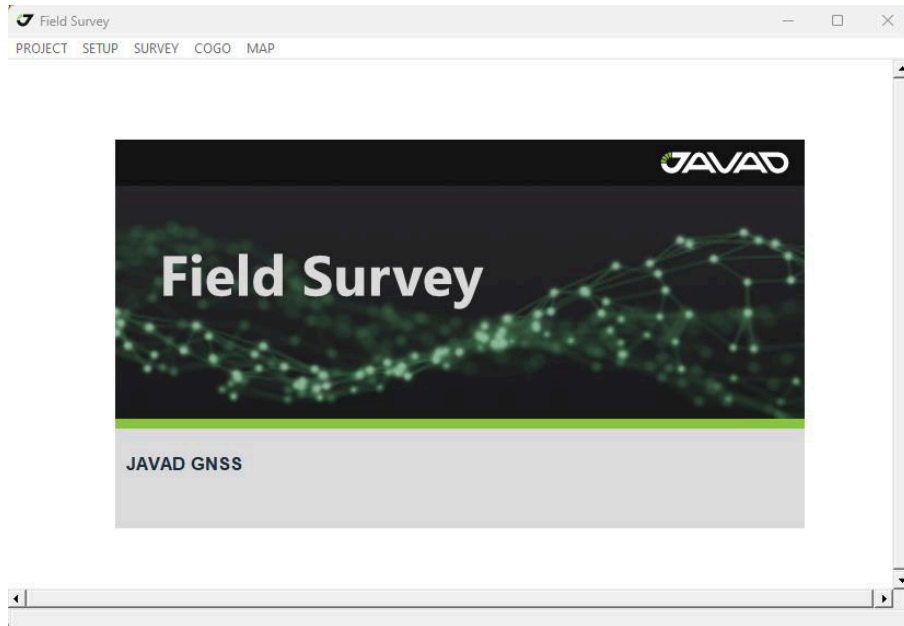 Field Survey
PROJECT SETUP SURVEY COGO MAP
JAVAD
Field Survey
JAVAD GNSS